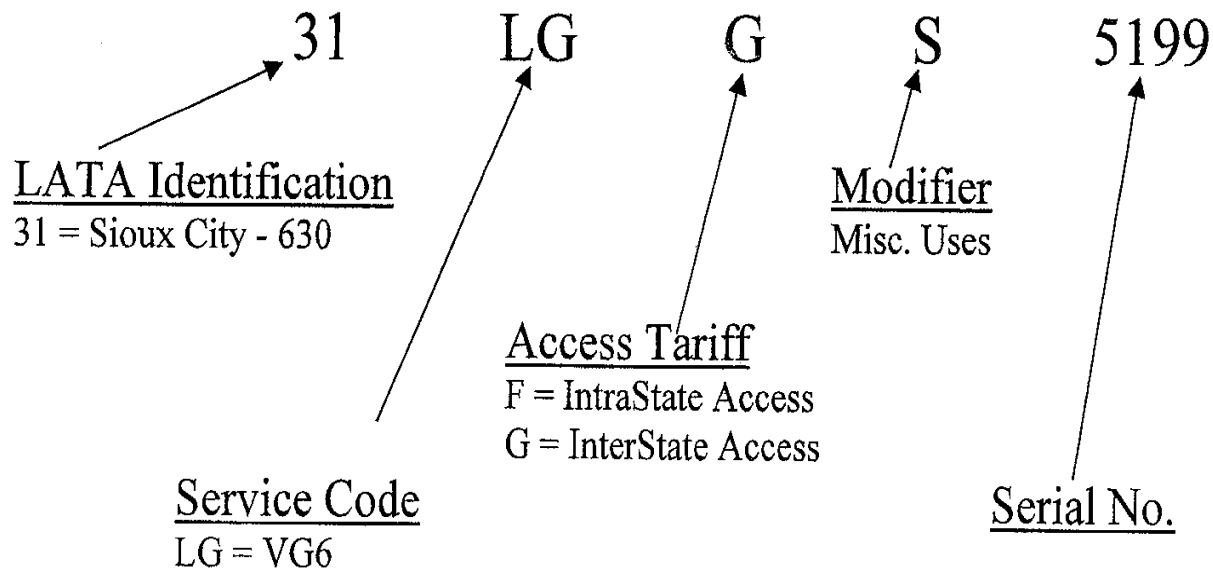 31 LG G S 5199
LATA Identification
31 = Sioux City - 630
Modifier
Misc. Uses
Access Tariff
F = IntraState Access
G = InterState Access
Service Code
LG = VG6
Serial No.